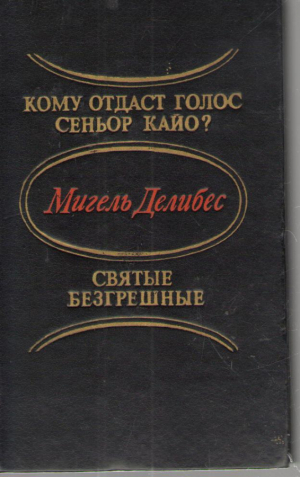 КОМУ ОТДАСТ ГОЛОС
СЕНЬОР КАЙО?
Мигель Делибес
СВЯТЫЕ
БЕЗГРЕШНЫЕ